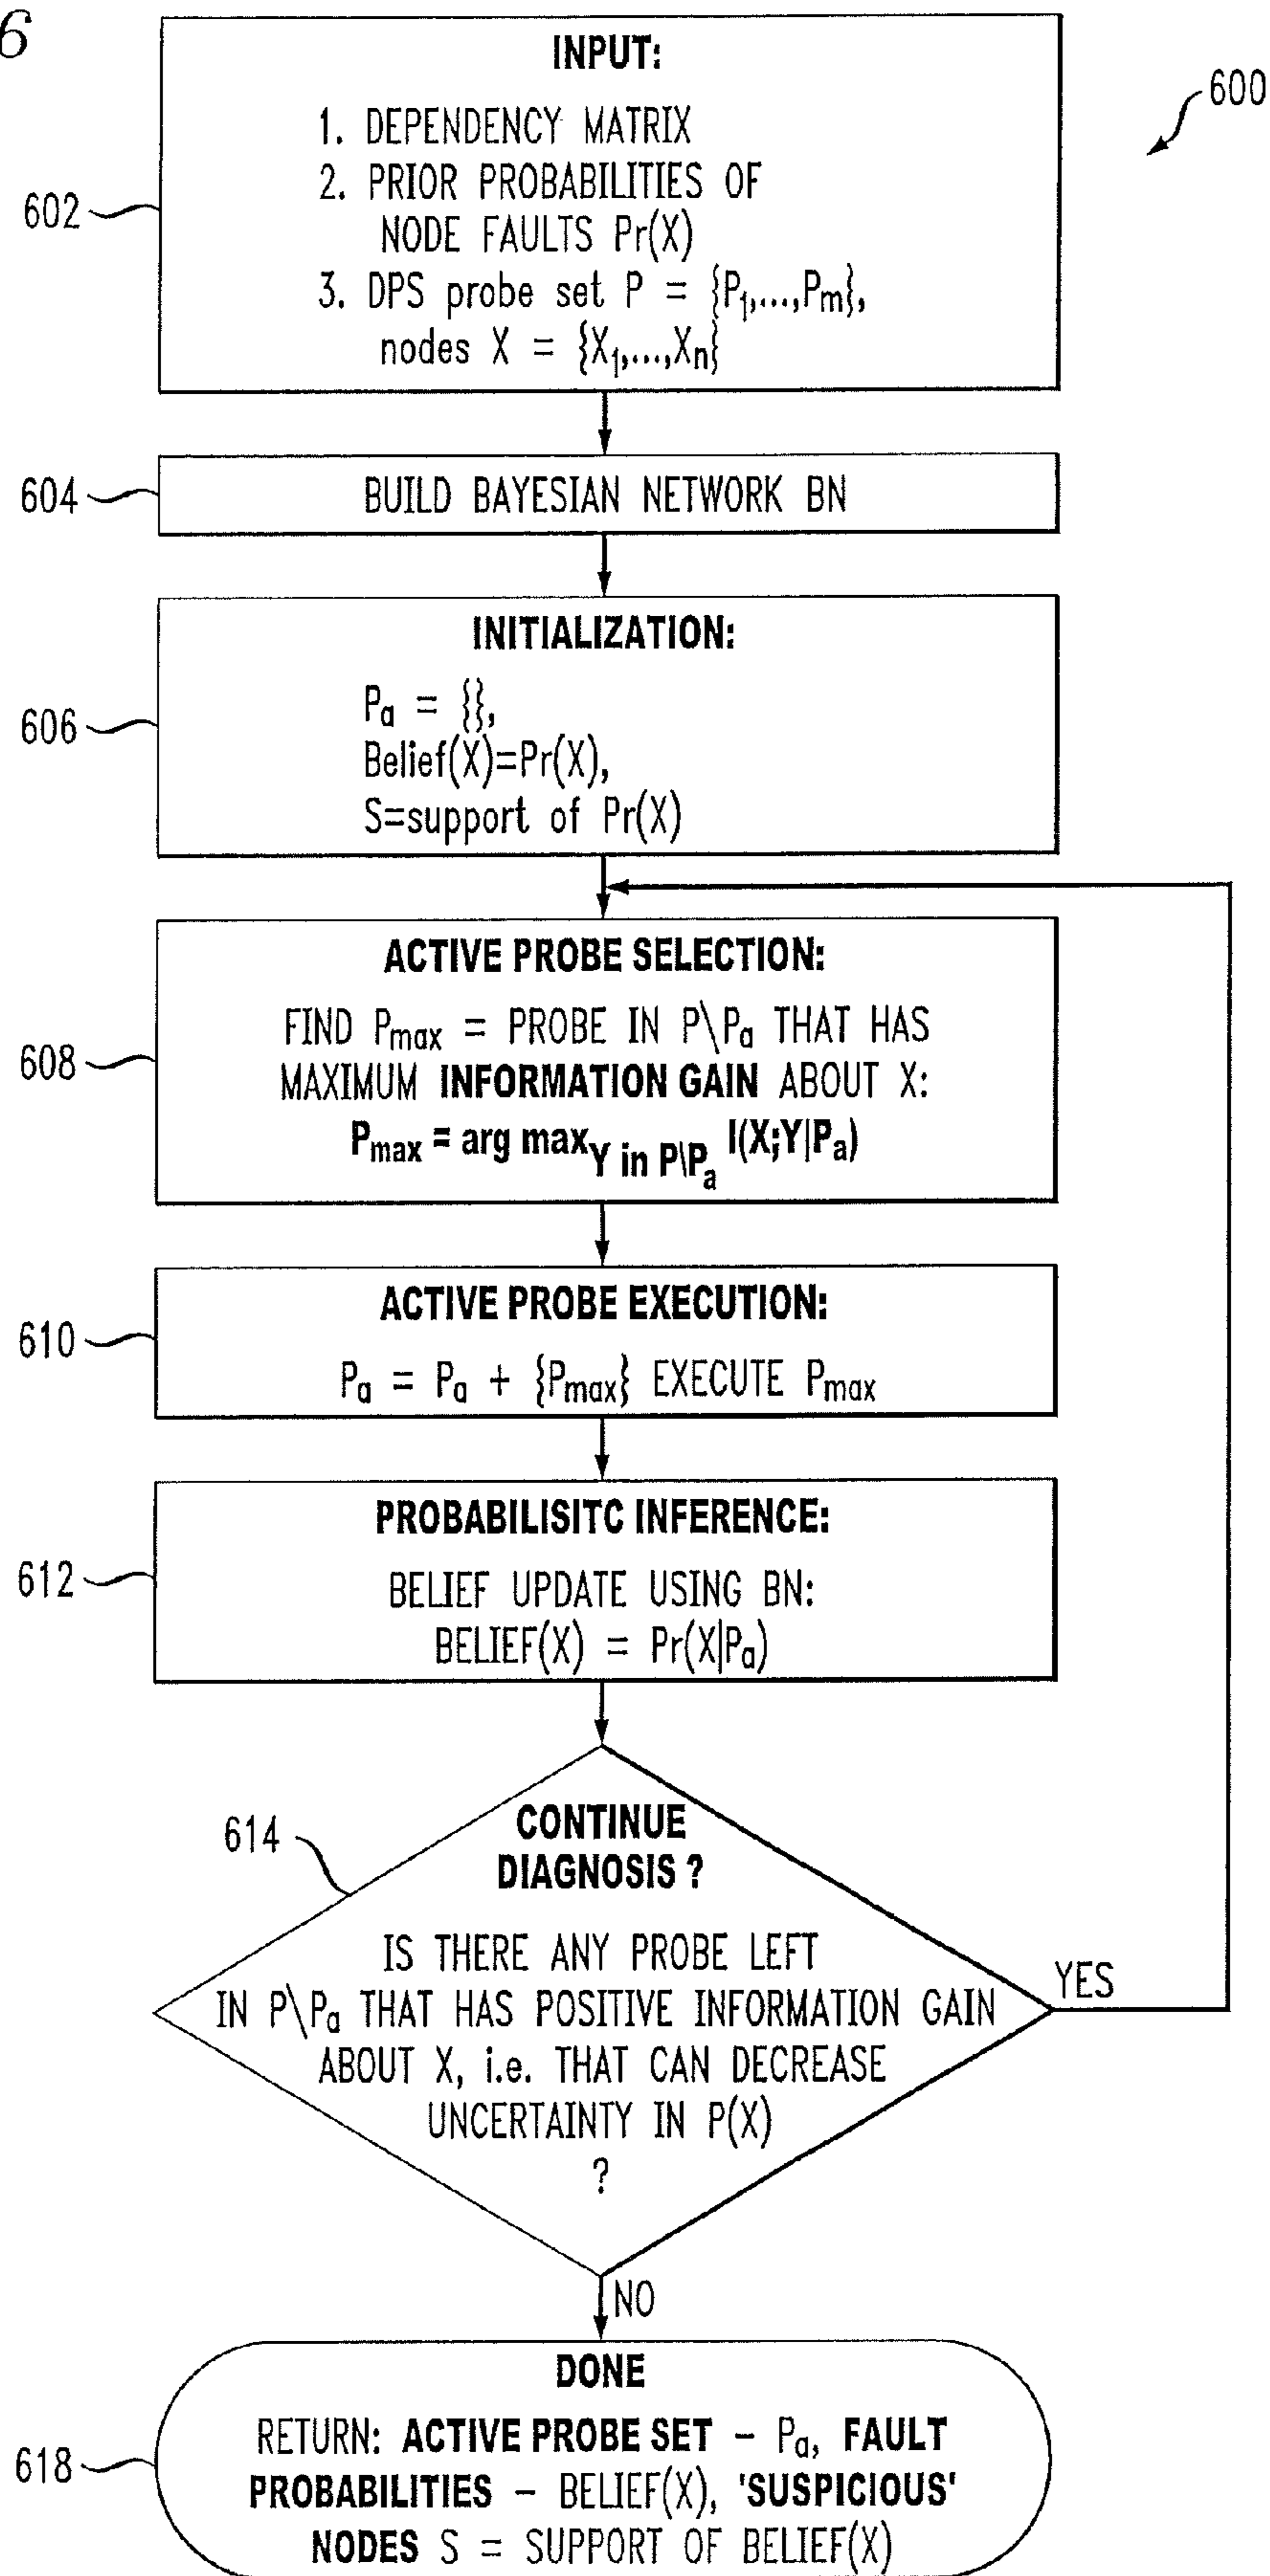 6
600
INPUT:
1. DEPENDENCY MATRIX
2. PRIOR PROBABILITIES OF
NODE FAULTS Pr(X)
3. DPS probe set P = {P1,...,Pm},
nodes X = {X1,...,Xn}
602
604
BUILD BAYESIAN NETWORK BN
INITIALIZATION:
Pa = {},
Belief(X)=Pr(X),
S=support of Pr(X)
606
ACTIVE PROBE SELECTION:
FIND Pmax = PROBE IN P\Pa THAT HAS
MAXIMUM INFORMATION GAIN ABOUT X:
Pmax = arg maxY in P\Pa I(X;Y|Pa)
608
ACTIVE PROBE EXECUTION:
Pa = Pa + {Pmax} EXECUTE Pmax
610
PROBABILISITC INFERENCE:
BELIEF UPDATE USING BN:
BELIEF(X) = Pr(X|Pa)
612
614
CONTINUE
DIAGNOSIS ?
IS THERE ANY PROBE LEFT
IN P\Pa THAT HAS POSITIVE INFORMATION GAIN
ABOUT X, i.e. THAT CAN DECREASE
UNCERTAINTY IN P(X)
?
YES
NO
DONE
RETURN: ACTIVE PROBE SET – Pa, FAULT
PROBABILITIES – BELIEF(X), 'SUSPICIOUS'
NODES S = SUPPORT OF BELIEF(X)
618